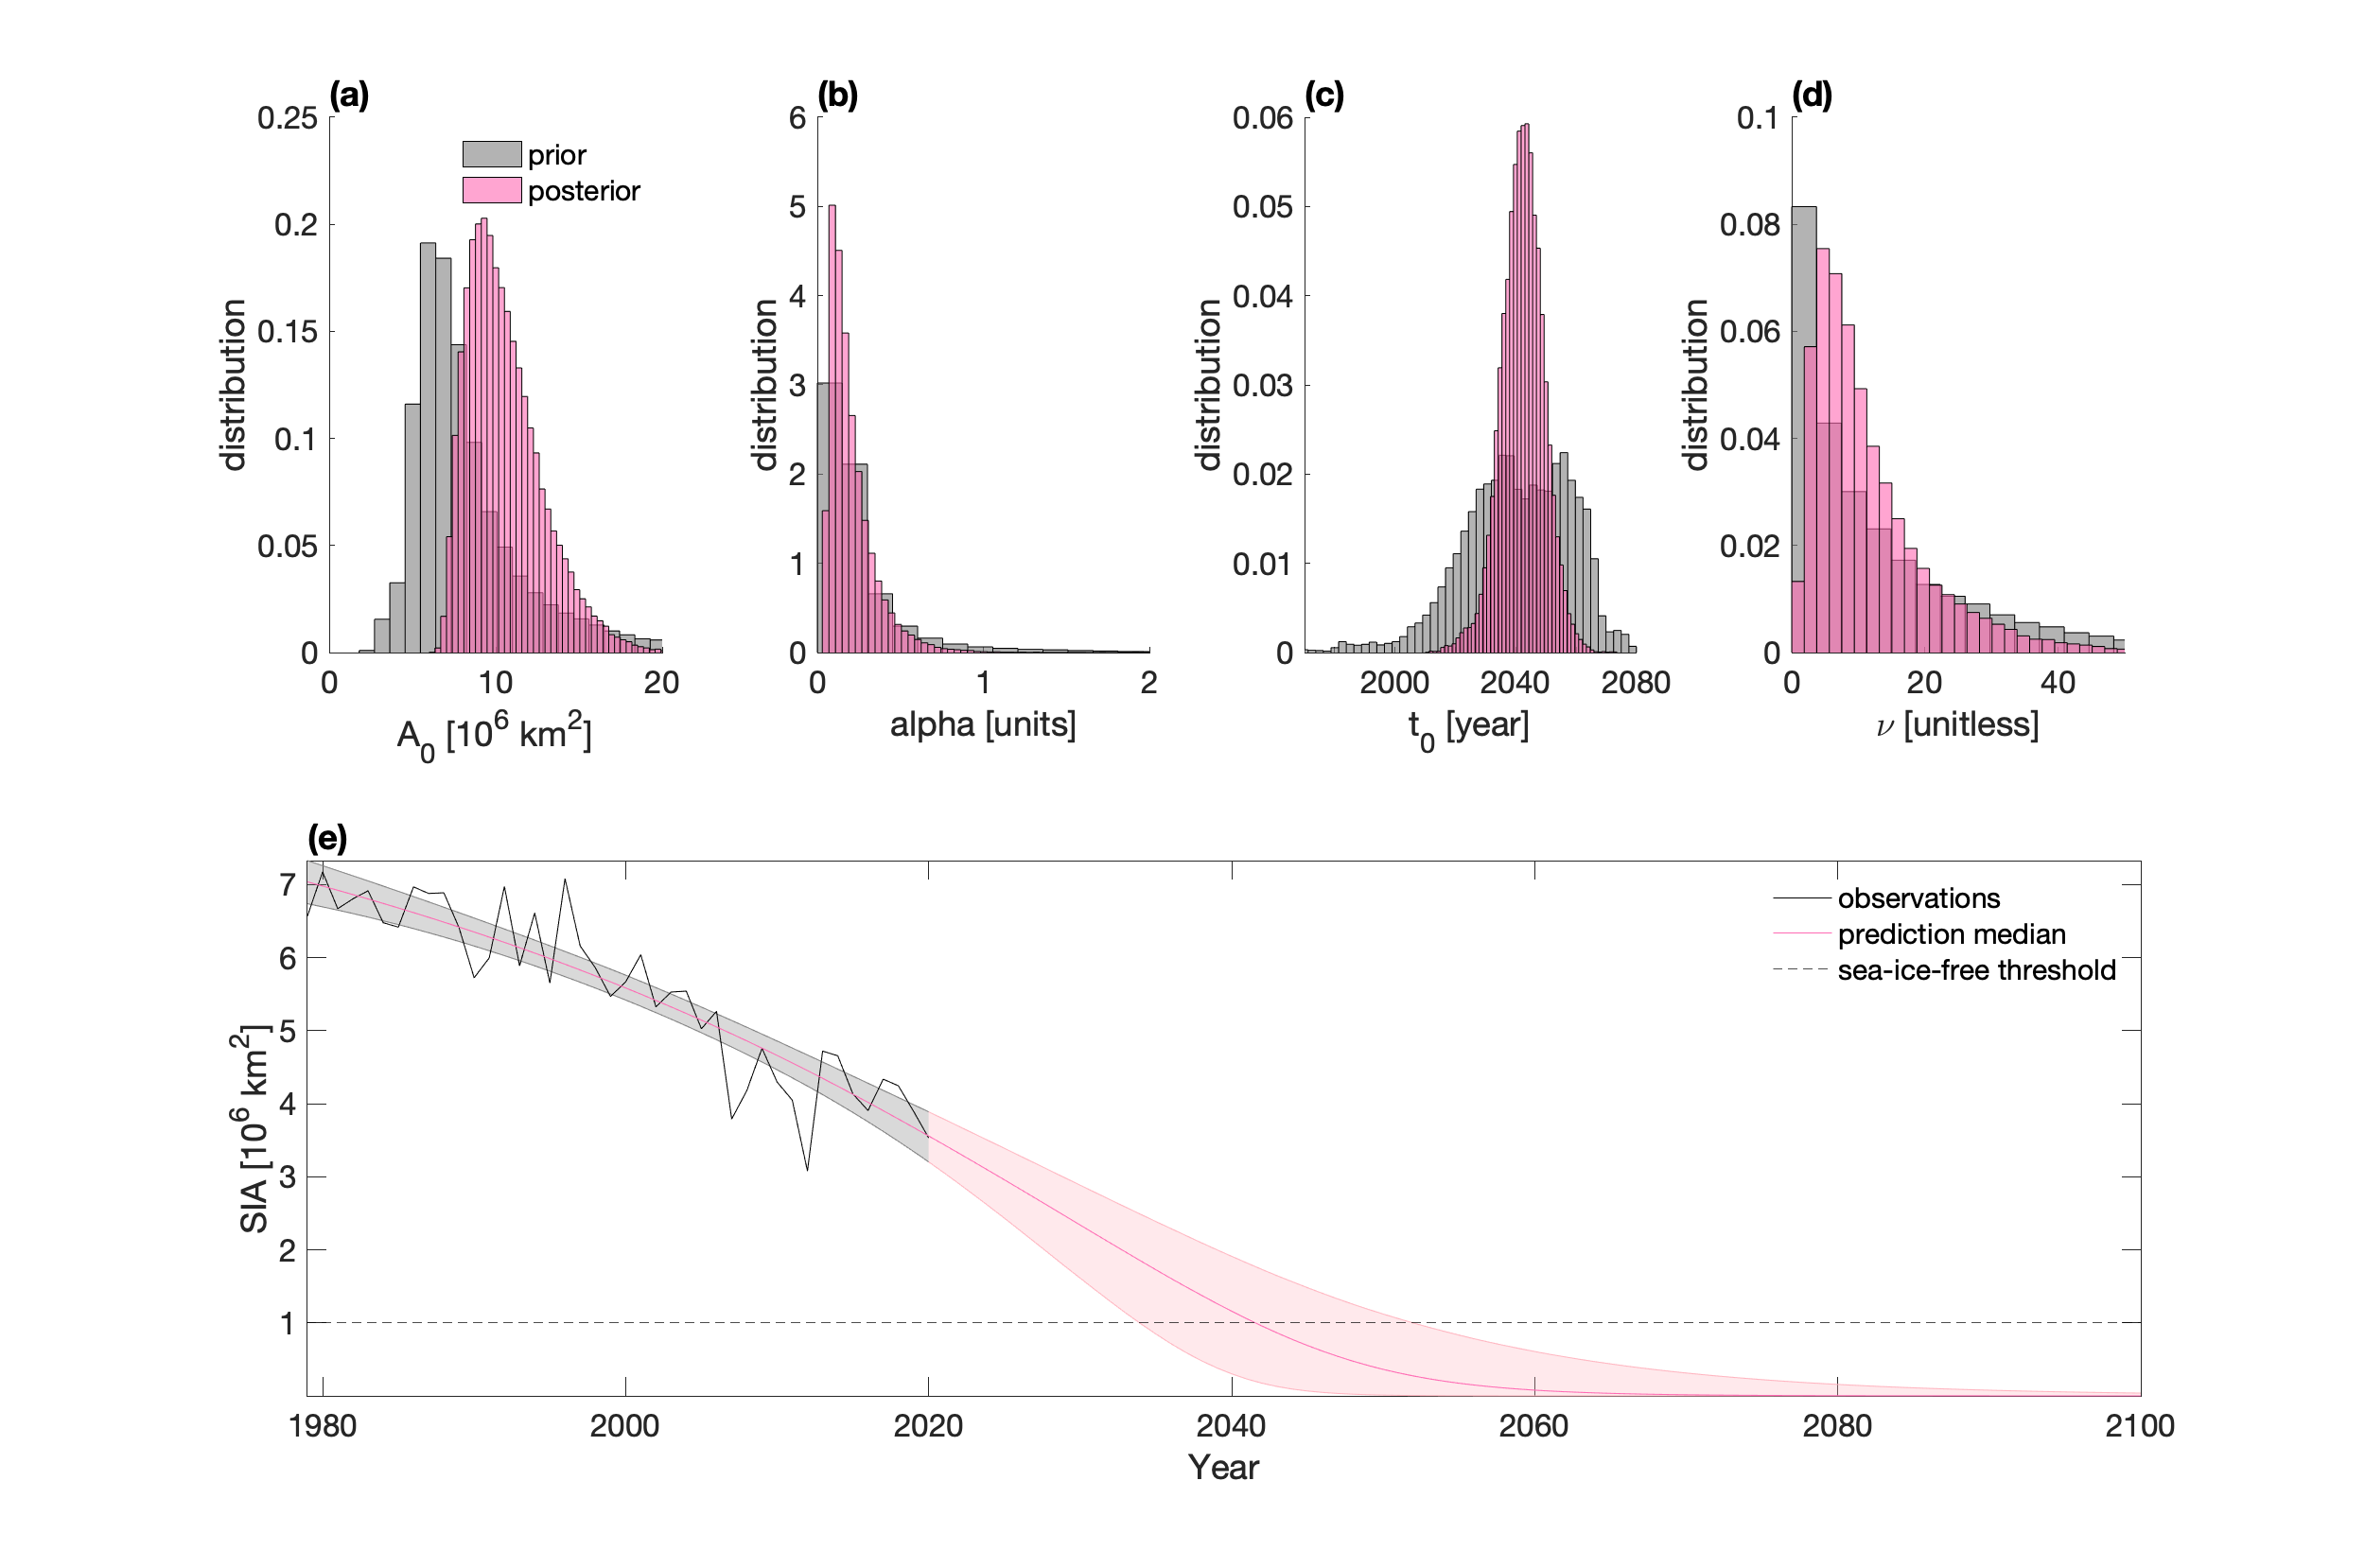 (a)
0.25
0.2
0.15
0.1
0.05
0
distribution
prior
posterior
0 10 20
A0 [10^6 km^2]
(b)
6
5
4
3
2
1
0
distribution
0 1 2
alpha [units]
(c)
0.06
0.05
0.04
0.03
0.02
0.01
0
distribution
2000 2040 2080
t0 [year]
(d)
0.1
0.08
0.06
0.04
0.02
0
distribution
0 20 40
ν [unitless]
(e)
7
6
5
4
3
2
1
SIA [10^6 km^2]
observations
prediction median
sea-ice-free threshold
1980 2000 2020 2040 2060 2080 2100
Year